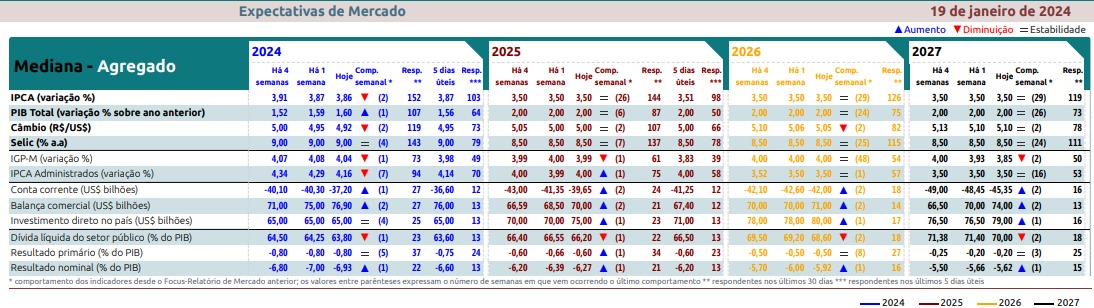 Expectativas de Mercado 19 de janeiro de 2024
▲Aumento ▼Diminuição =Estabilidade
Mediana - Agregado
2024 2025 2026 2027
Há 4 semanas Há 1 semana Hoje Comp. semanal * Resp. ** 5 dias úteis Resp. *** Há 4 semanas Há 1 semana Hoje Comp. semanal * Resp. ** 5 dias úteis Resp. *** Há 4 semanas Há 1 semana Hoje Comp. semanal * Resp. ** Há 4 semanas Há 1 semana Hoje Comp. semanal * Resp. **
IPCA (variação %) 3,91 3,87 3,86 ▼ (2) 152 3,87 103 3,50 3,50 3,50 = (26) 144 3,51 98 3,50 3,50 3,50 = (29) 126 3,50 3,50 3,50 = (29) 119
PIB Total (variação % sobre ano anterior) 1,52 1,59 1,60 ▲ (1) 107 1,56 64 2,00 2,00 2,00 = (6) 87 2,00 50 2,00 2,00 2,00 = (24) 75 2,00 2,00 2,00 = (26) 73
Câmbio (R$/US$) 5,00 4,95 4,92 ▼ (2) 119 4,95 73 5,05 5,00 5,00 = (2) 107 5,00 66 5,10 5,06 5,05 ▼ (2) 82 5,13 5,10 5,10 = (2) 78
Selic (% a.a) 9,00 9,00 9,00 = (4) 143 9,00 79 8,50 8,50 8,50 = (7) 137 8,50 78 8,50 8,50 8,50 = (25) 115 8,50 8,50 8,50 = (24) 111
IGP-M (variação %) 4,07 4,08 4,04 ▼ (1) 73 3,98 49 3,99 4,00 3,99 ▼ (1) 61 3,83 39 4,00 4,00 4,00 = (48) 54 4,00 3,93 3,85 ▼ (2) 50
IPCA Administrados (variação %) 4,34 4,29 4,16 ▼ (7) 94 4,14 70 4,00 3,99 4,00 ▲ (1) 75 4,00 58 3,52 3,50 3,50 = (1) 57 3,50 3,50 3,50 = (16) 53
Conta corrente (US$ bilhões) -40,10 -40,30 -37,20 ▲ (1) 27 -36,60 12 -43,00 -41,35 -39,65 ▲ (2) 24 -41,25 12 -42,10 -42,60 -42,00 ▲ (2) 18 -49,00 -48,45 -45,35 ▲ (2) 16
Balança comercial (US$ bilhões) 71,00 75,00 76,90 ▲ (2) 27 76,00 13 66,59 68,50 70,00 ▲ (2) 21 67,40 12 70,00 70,00 71,00 ▲ (2) 14 66,50 70,00 74,00 ▲ (2) 13
Investimento direto no país (US$ bilhões) 65,00 65,00 65,00 = (4) 25 65,00 13 70,00 70,00 75,00 ▲ (1) 23 71,00 13 78,00 78,00 80,00 ▲ (1) 17 76,50 76,50 79,00 ▲ (1) 16
Dívida líquida do setor público (% do PIB) 64,50 64,25 63,80 ▼ (1) 23 63,60 13 66,40 66,55 66,20 ▼ (1) 22 66,50 13 69,50 69,20 68,60 ▼ (2) 18 71,38 71,40 70,00 ▼ (2) 18
Resultado primário (% do PIB) -0,80 -0,80 -0,80 = (5) 37 -0,75 24 -0,60 -0,66 -0,60 ▲ (1) 34 -0,60 23 -0,50 -0,50 -0,50 = (8) 27 -0,25 -0,20 -0,20 = (3) 25
Resultado nominal (% do PIB) -6,80 -7,00 -6,93 ▲ (1) 22 -6,60 13 -6,20 -6,39 -6,27 ▲ (1) 21 -6,20 13 -5,70 -6,00 -5,92 ▲ (1) 16 -5,50 -5,66 -5,62 ▲ (1) 15
* comportamento dos indicadores desde o Focus-Relatório de Mercado anterior; os valores entre parênteses expressam o número de semanas em que vem ocorrendo o último comportamento ** respondentes nos últimos 30 dias *** respondentes nos últimos 5 dias úteis
2024 2025 2026 2027